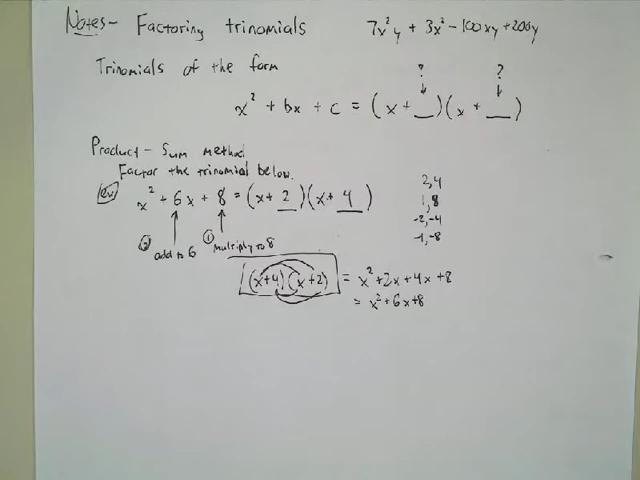 Notes- Factoring trinomials
7x²y + 3x² - 100xy + 200y
Trinomials of the form
? ?
x² + bx + c = (x + __)(x + __)
Product - Sum method
Factor the trinomial below.
ex x² + 6x + 8 = (x + 2)(x + 4)
2, 4
1, 8
-2, -4
-1, -8
② add to 6
① multiply to 8
(x+4)(x+2) = x² + 2x + 4x + 8
= x² + 6x + 8